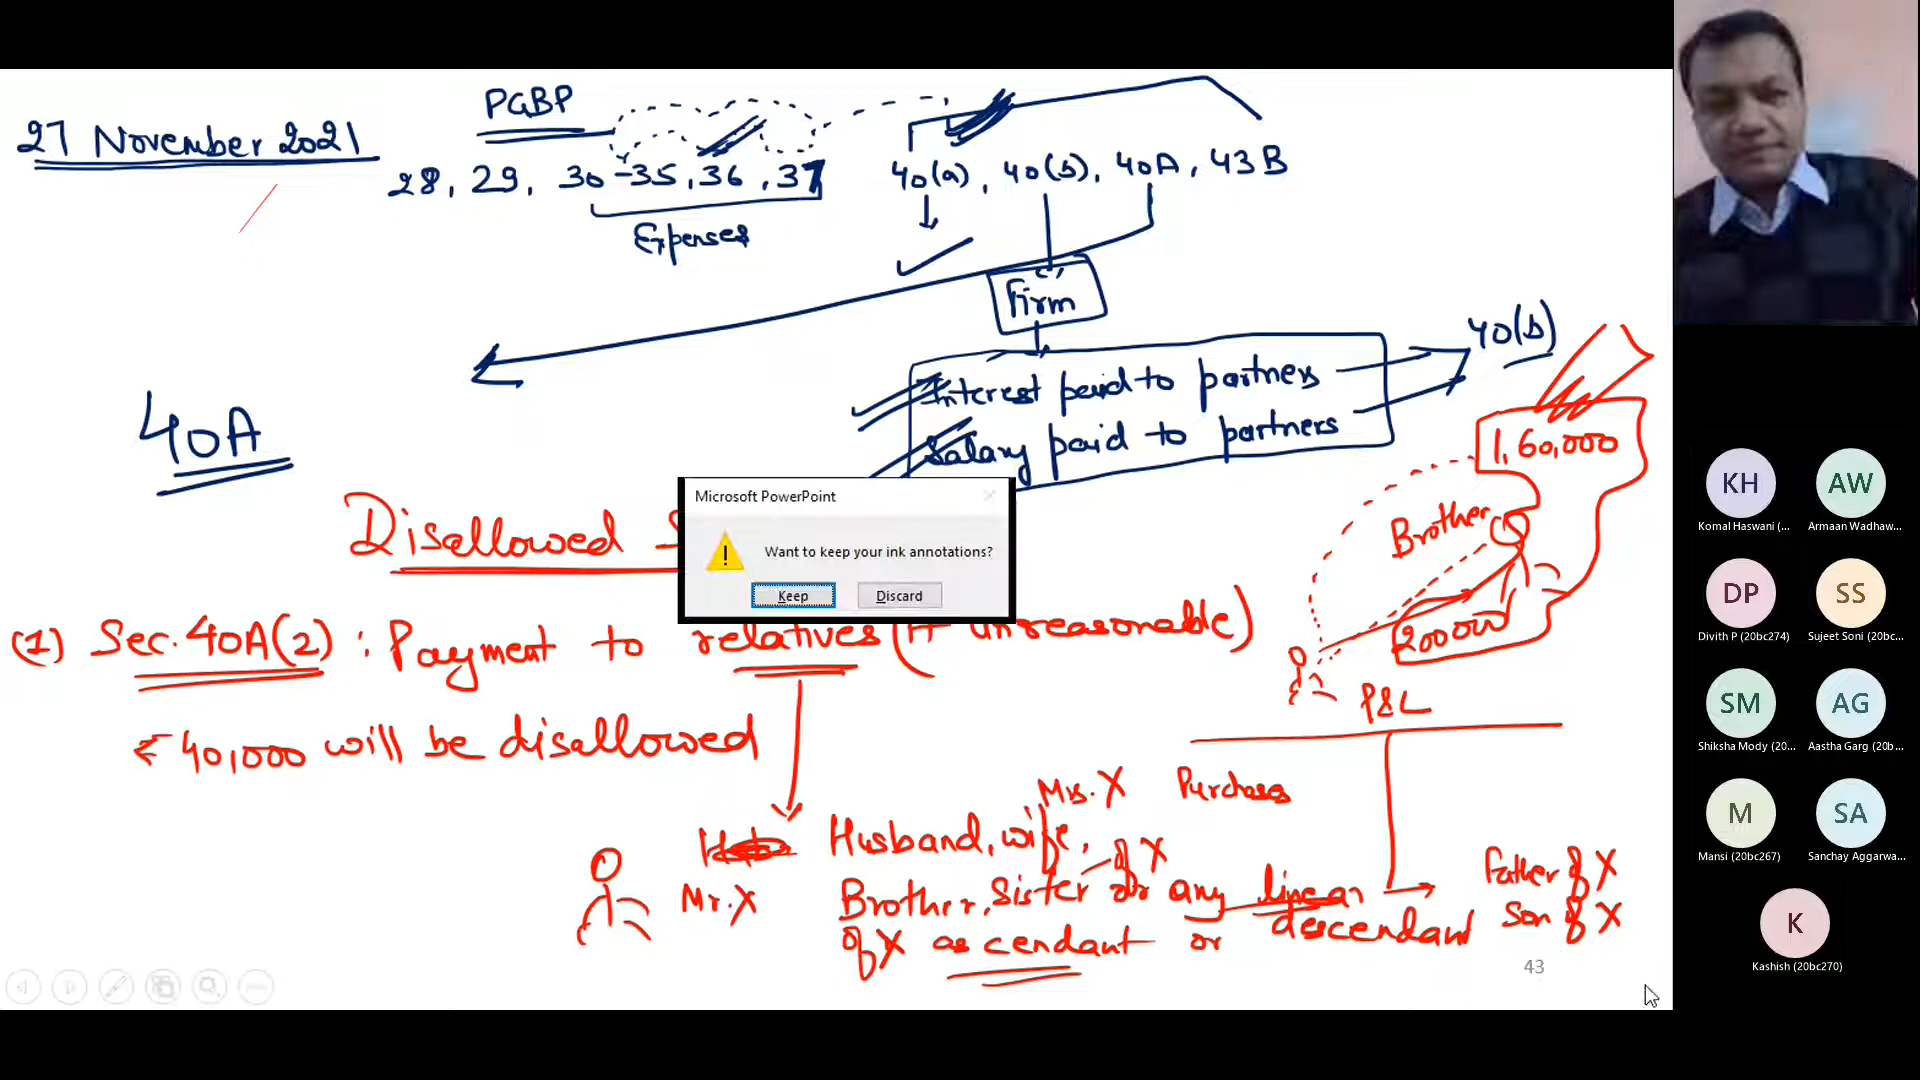 PGBP
27 November 2021
28, 29, 30-35, 36, 37
40(a), 40(b), 40A, 43B
Expenses
Firm
40(b)
Interest paid to partners
Salary paid to partners
40A
1,60,000
Brother
200000
Disallowed
Microsoft PowerPoint
Want to keep your ink annotations?
Keep
Discard
(1) Sec.40A(2) : Payment to relatives (if unreasonable)
₹ 40,000 will be disallowed
P&L
Mrs. X
Purchases
Husband, wife,
of X
Mr. X
Brother, Sister or any linear
of X ascendant or descendant
Father of X
Son of X
43
KH
Komal Haswani (...
AW
Armaan Wadhaw...
DP
Divith P (20bc274)
SS
Sujeet Soni (20bc...
SM
Shiksha Mody (20...
AG
Aastha Garg (20b...
M
Mansi (20bc267)
SA
Sanchay Aggarwa...
K
Kashish (20bc270)